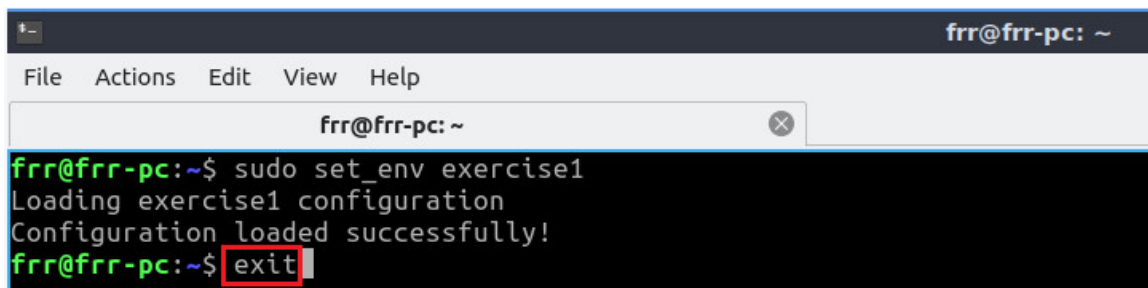 frr@frr-pc: ~
File Actions Edit View Help
frr@frr-pc: ~
frr@frr-pc:~$ sudo set_env exercise1
Loading exercise1 configuration
Configuration loaded successfully!
frr@frr-pc:~$ exit